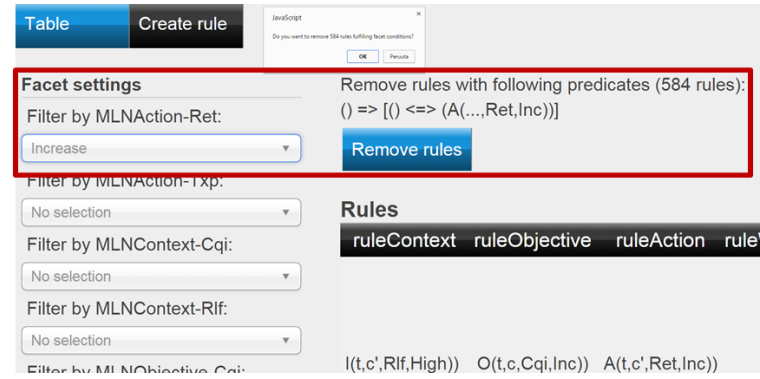 Table
Create rule
JavaScript
Do you want to remove 584 rules fulfilling facet conditions?
OK
Peruuta
Facet settings
Filter by MLNAction-Ret:
Increase
Remove rules with following predicates (584 rules):
() => [() <=> (A(...,Ret,Inc))]
Remove rules
Filter by MLNAction-Txp:
No selection
Filter by MLNContext-Cqi:
No selection
Filter by MLNContext-Rlf:
No selection
Filter by MLNObjective-Cqi:
Rules
ruleContext ruleObjective ruleAction
I(t,c',Rlf,High)) O(t,c,Cqi,Inc)) A(t,c',Ret,Inc))